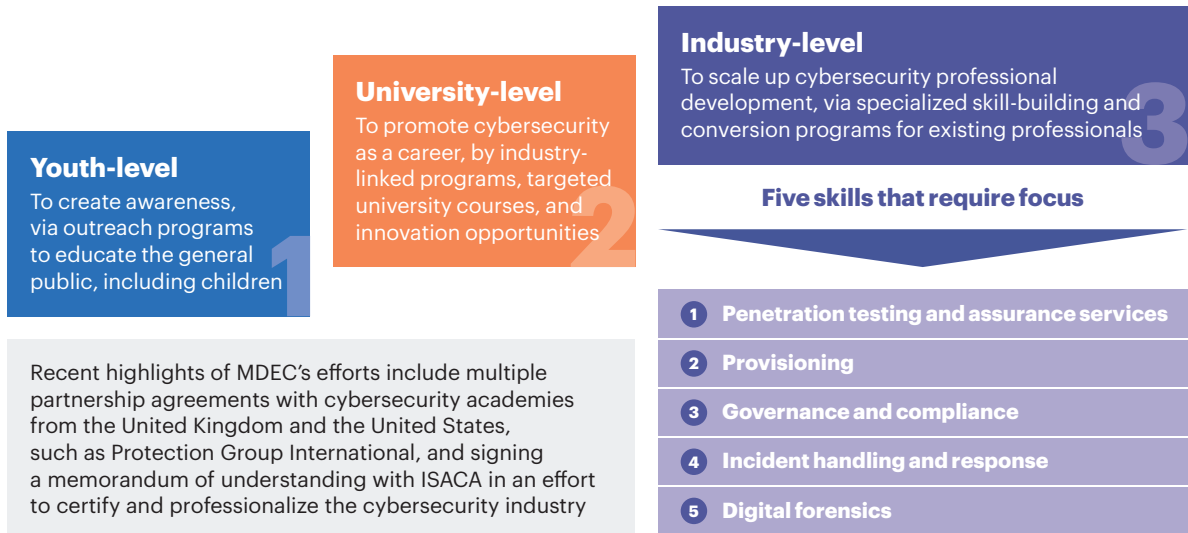 Youth-level
To create awareness,
via outreach programs
to educate the general
public, including children
1
University-level
To promote cybersecurity
as a career, by industry-
linked programs, targeted
university courses, and
innovation opportunities
2
Industry-level
To scale up cybersecurity professional
development, via specialized skill-building and
conversion programs for existing professionals
3
Five skills that require focus
1 Penetration testing and assurance services
2 Provisioning
3 Governance and compliance
4 Incident handling and response
5 Digital forensics
Recent highlights of MDEC’s efforts include multiple
partnership agreements with cybersecurity academies
from the United Kingdom and the United States,
such as Protection Group International, and signing
a memorandum of understanding with ISACA in an effort
to certify and professionalize the cybersecurity industry